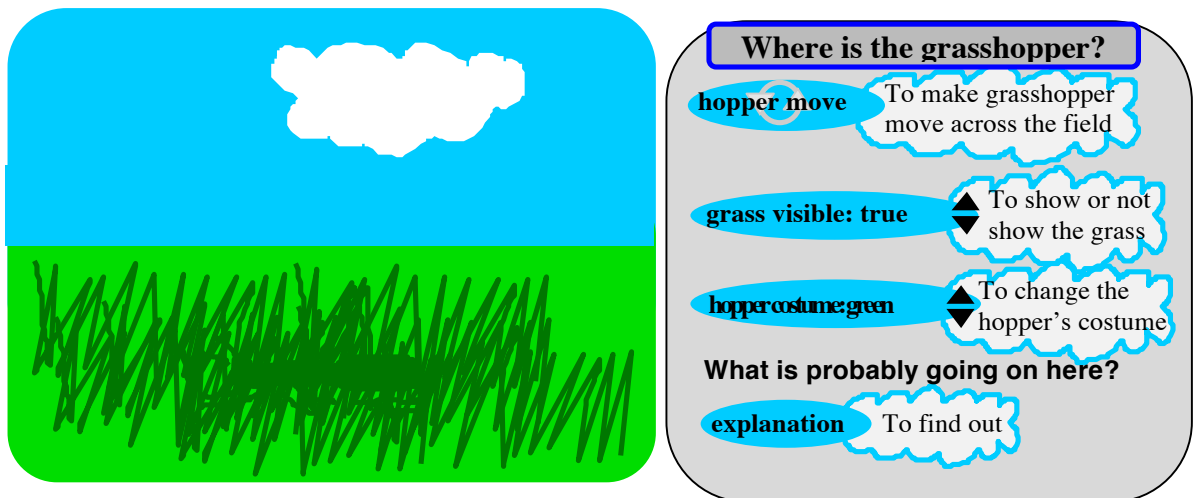 Where is the grasshopper?
hopper move
To make grasshopper
move across the field
grass visible: true
To show or not
show the grass
hopper costume:green
To change the
hopper’s costume
What is probably going on here?
explanation
To find out